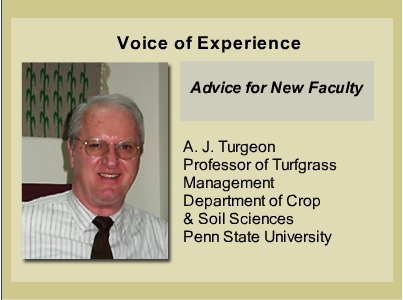 Voice of Experience
Advice for New Faculty
A. J. Turgeon
Professor of Turfgrass
Management
Department of Crop
& Soil Sciences
Penn State University